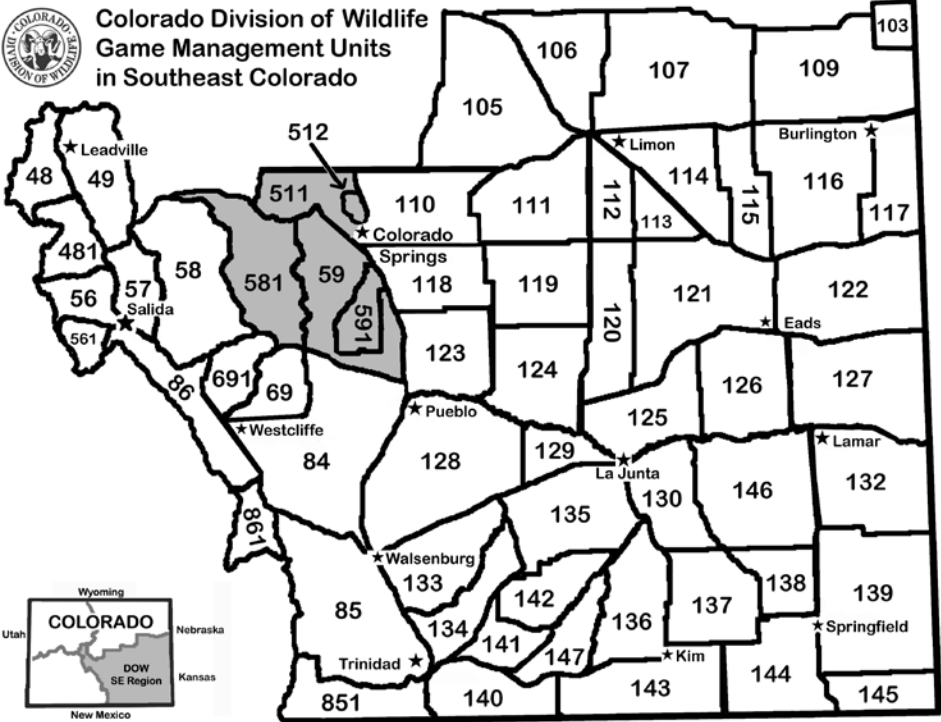 Colorado Division of Wildlife
Game Management Units
in Southeast Colorado
COLORADO
DIVISION OF WILDLIFE
103
106
107
109
105
512
Leadville
48
49
Limon
Burlington
511
110
111
112
114
115
116
113
117
Colorado
Springs
481
58
581
59
118
119
121
122
56
57
Salida
591
120
Eads
561
123
124
126
127
86
691
69
125
Pueblo
Westcliffe
84
128
129
La Junta
Lamar
130
146
132
861
135
Walsenburg
133
142
138
139
85
134
141
136
137
147
Springfield
Trinidad
Kim
851
140
143
144
145
Wyoming
COLORADO
Utah
Nebraska
DOW
SE Region
Kansas
New Mexico